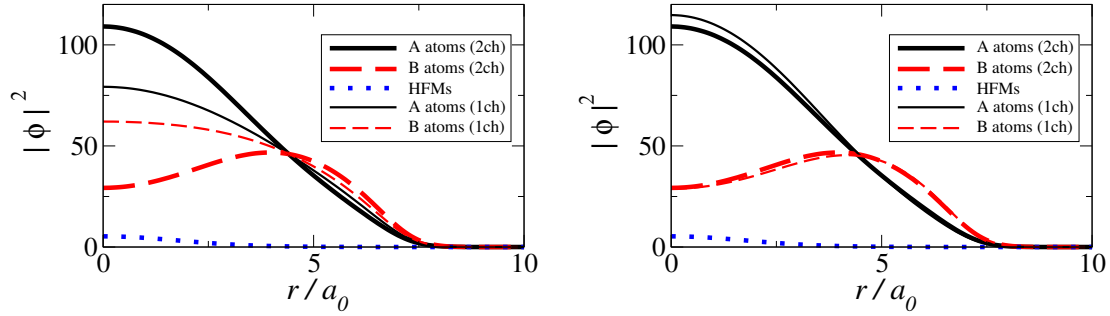 100
50
0
| ϕ | ²
A atoms (2ch)
B atoms (2ch)
HFMs
A atoms (1ch)
B atoms (1ch)
0 5 10
r / a₀
100
50
0
| ϕ | ²
A atoms (2ch)
B atoms (2ch)
HFMs
A atoms (1ch)
B atoms (1ch)
0 5 10
r / a₀